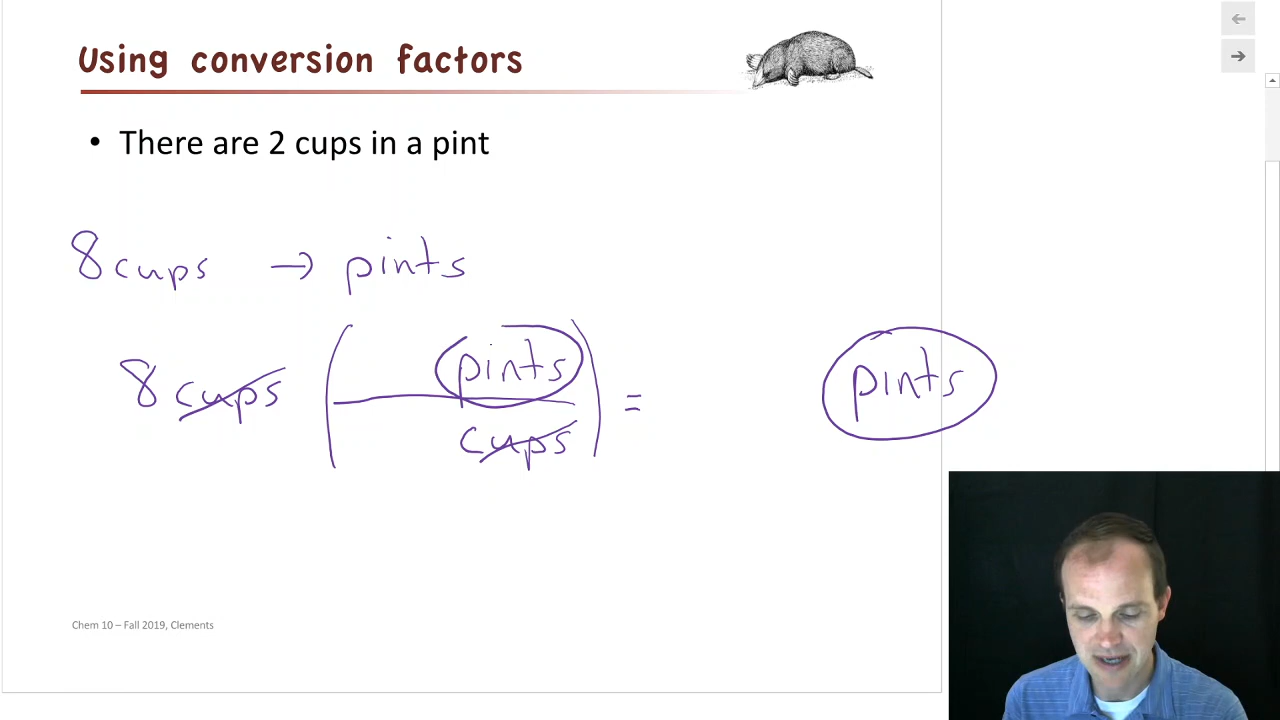 Using conversion factors
• There are 2 cups in a pint
8 cups → pints
8 cups ( pints / cups ) = pints
Chem 10 – Fall 2019, Clements